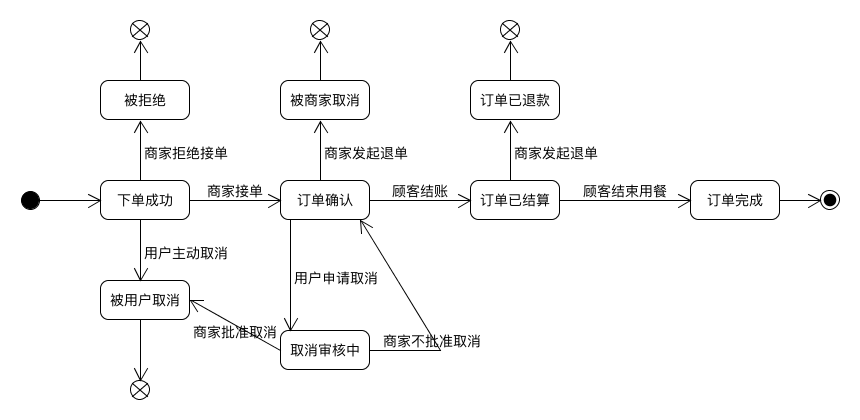 被拒绝
被商家取消
订单已退款
商家拒绝接单
商家发起退单
商家发起退单
下单成功
商家接单
订单确认
顾客结账
订单已结算
顾客结束用餐
订单完成
用户主动取消
用户申请取消
被用户取消
商家批准取消
取消审核中
商家不批准取消